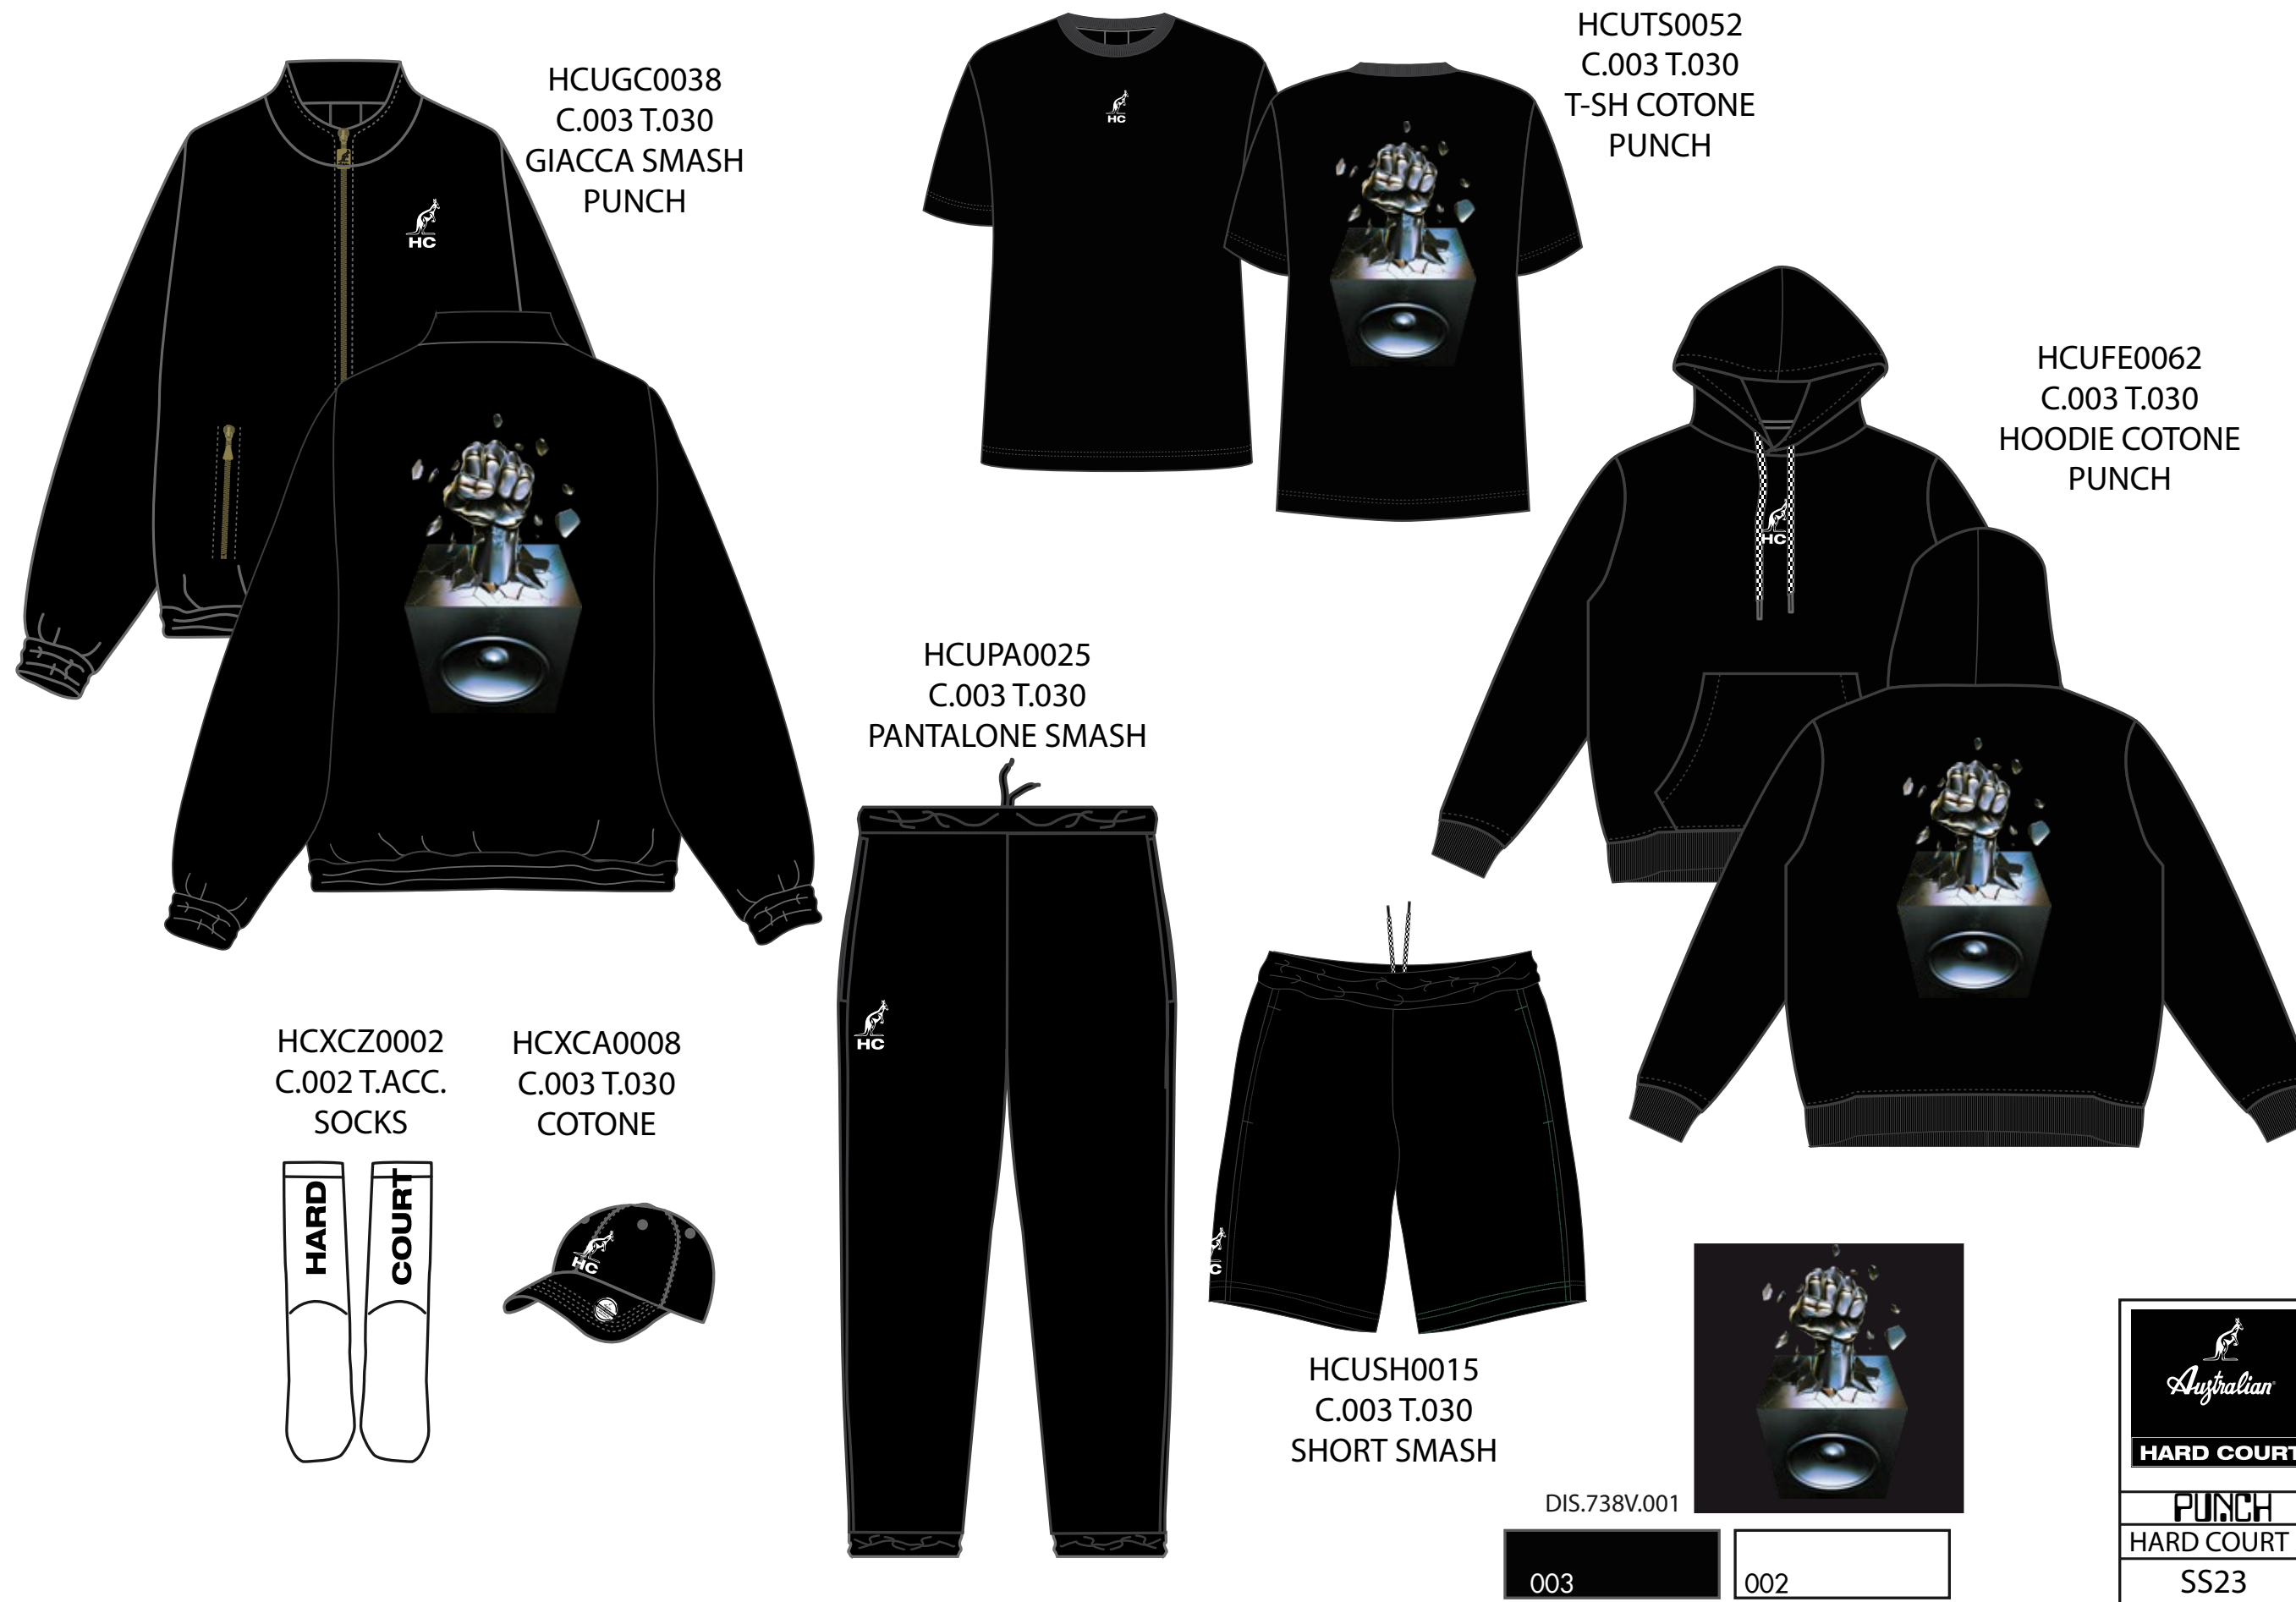 HCUGC0038
C.003 T.030
GIACCA SMASH
PUNCH
HC
HCUTS0052
C.003 T.030
T-SH COTONE
PUNCH
HC
HCUFE0062
C.003 T.030
HOODIE COTONE
PUNCH
HC
HCUPA0025
C.003 T.030
PANTALONE SMASH
HC
HCXCZ0002
C.002 T.ACC.
SOCKS
HARD
COURT
HCXCA0008
C.003 T.030
COTONE
HC
HC
HCUSH0015
C.003 T.030
SHORT SMASH
DIS.738V.001
003
002
Australian
HARD COURT
PUNCH
HARD COURT
SS23